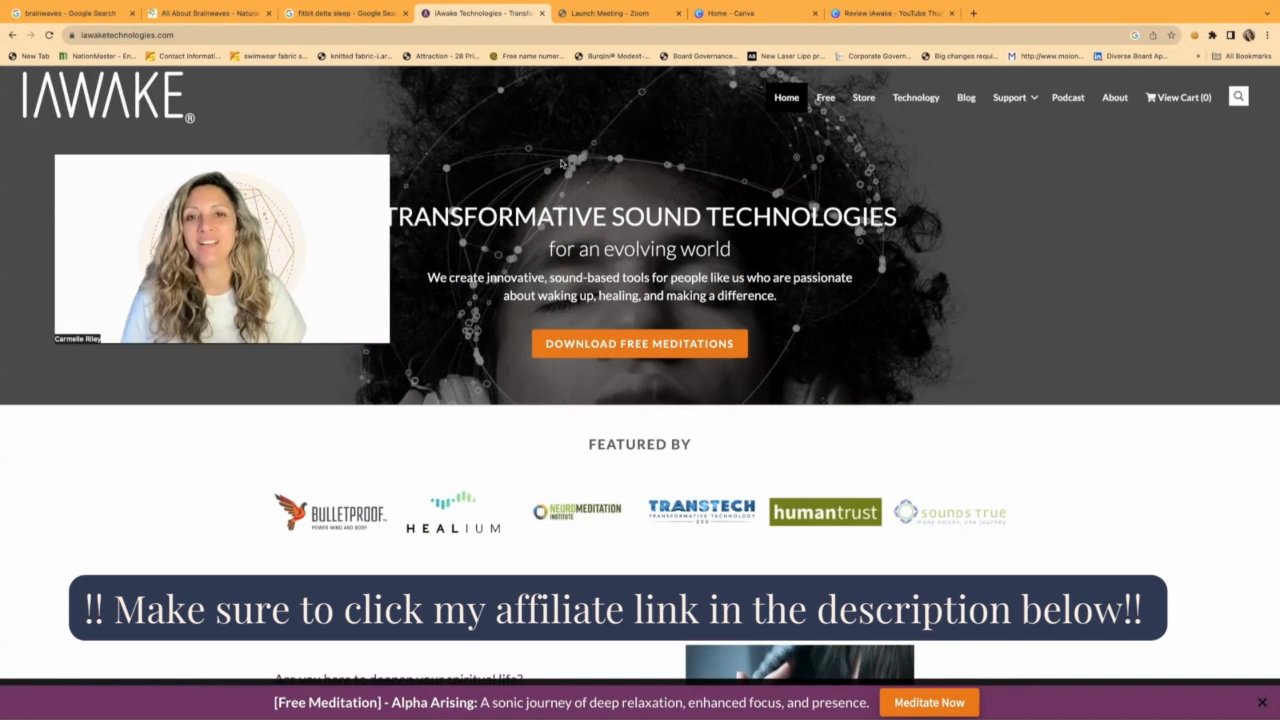 brainwaves - Google Search
All About Brainwaves - Natura
fitbit delta sleep - Google Sea
iAwake Technologies - Transfo
Launch Meeting - Zoom
Home - Canva
Review iAwake - YouTube Thu
iawaketechnologies.com
New Tab
NationMaster - En...
Contact Informati...
swimwear fabric s...
knitted fabric-Lar...
Attraction - 2B Pri...
Free name numer...
Burqini® Modest-...
Board Governance...
New Laser Lipo pr...
Corporate Govern...
Big changes requi...
http://www.moion...
Diverse Board Ap...
»
All Bookmarks
IAWAKE®
Home
Free
Store
Technology
Blog
Support
Podcast
About
View Cart (0)
Carmelle Riley
TRANSFORMATIVE SOUND TECHNOLOGIES
for an evolving world
We create innovative, sound-based tools for people like us who are passionate
about waking up, healing, and making a difference.
DOWNLOAD FREE MEDITATIONS
FEATURED BY
BULLETPROOF
POWER MIND AND BODY
HEALIUM
NEUROMEDITATION
INSTITUTE
TRANSTECH
TRANSFORMATIVE TECHNOLOGY
humantrust
sounds true
many voices, one journey
!! Make sure to click my affiliate link in the description below!!
Are you here to deepen your spiritual life?
[Free Meditation] - Alpha Arising: A sonic journey of deep relaxation, enhanced focus, and presence.
Meditate Now